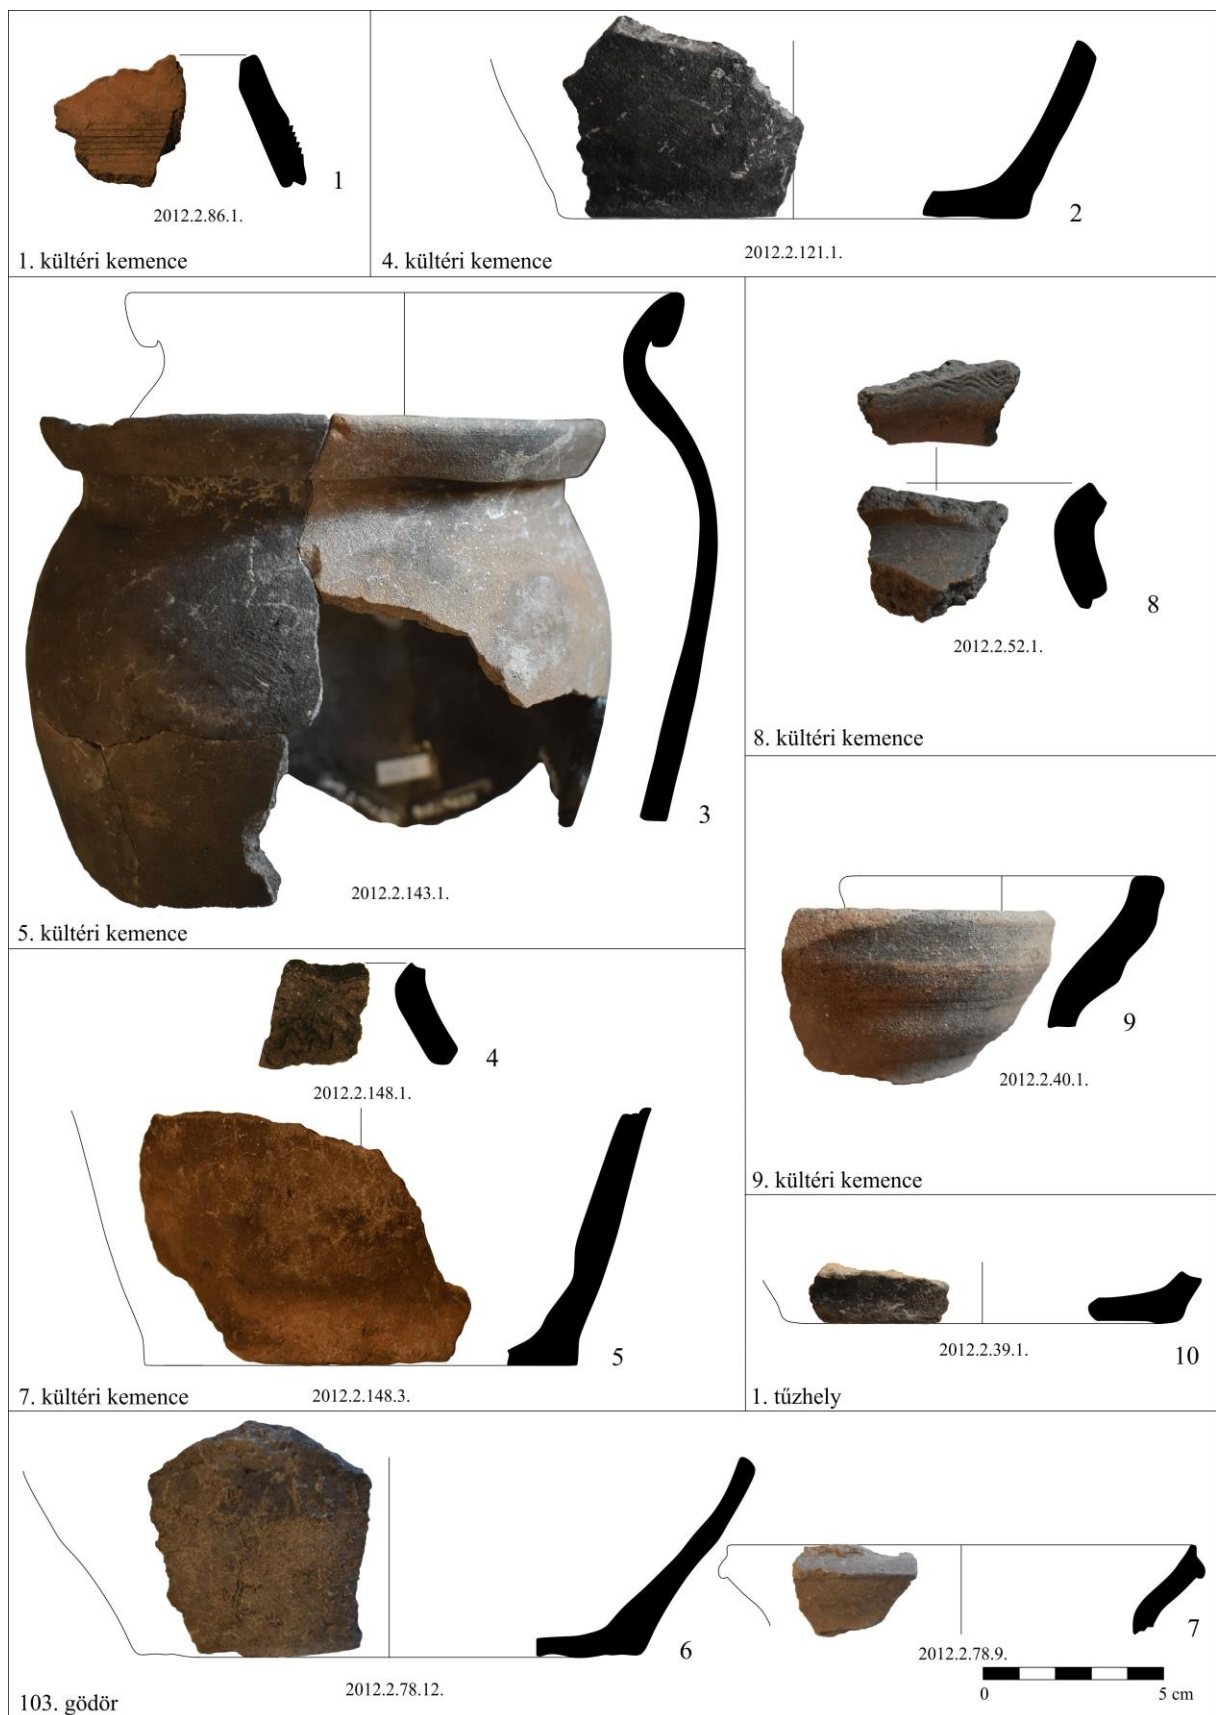 1
2012.2.86.1.
1. kültéri kemence
2
2012.2.121.1.
4. kültéri kemence
3
2012.2.143.1.
5. kültéri kemence
8
2012.2.52.1.
8. kültéri kemence
4
2012.2.148.1.
5
2012.2.148.3.
7. kültéri kemence
9
2012.2.40.1.
9. kültéri kemence
10
2012.2.39.1.
1. tűzhely
6
2012.2.78.12.
7
2012.2.78.9.
103. gödör
0 5 cm